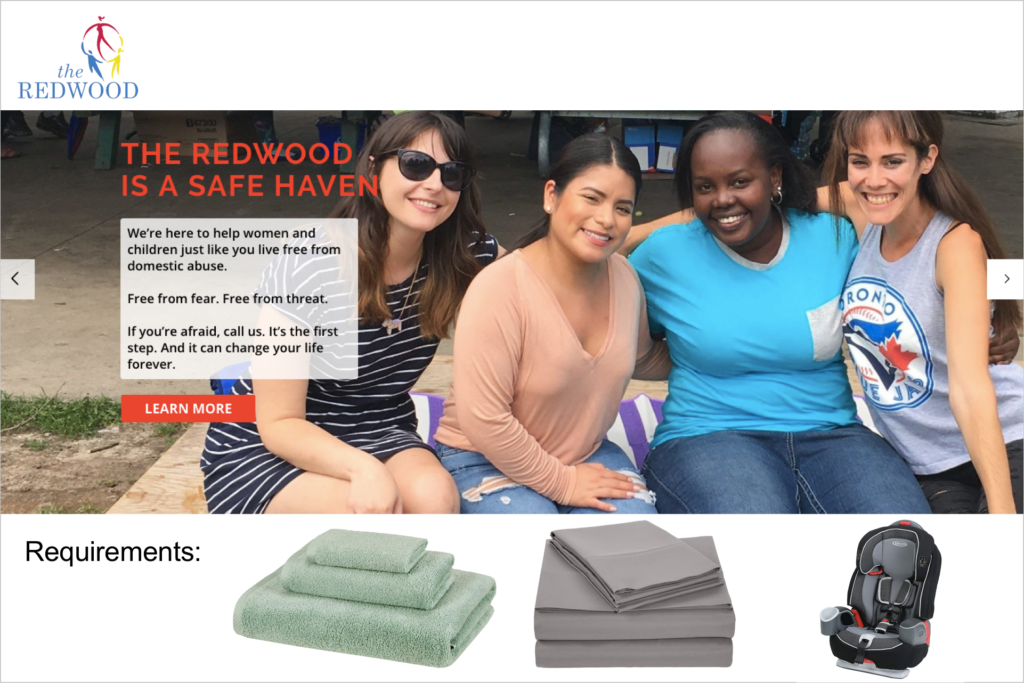 the
REDWOOD
THE REDWOOD
IS A SAFE HAVEN
We're here to help women and
children just like you live free from
domestic abuse.
Free from fear. Free from threat.
If you're afraid, call us. It's the first
step. And it can change your life
forever.
LEARN MORE
Requirements: